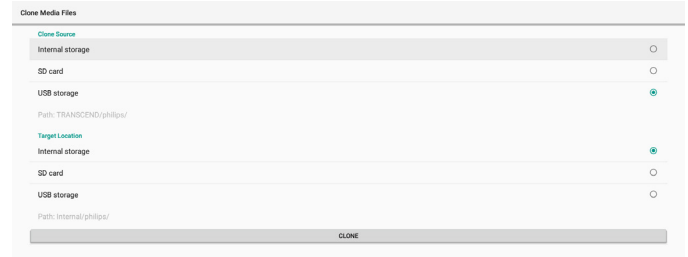 Clone Media Files
Clone Source
Internal storage
SD card
USB storage
Path: TRANSCEND/philips/
Target Location
Internal storage
SD card
USB storage
Path: Internal/philips/
CLONE